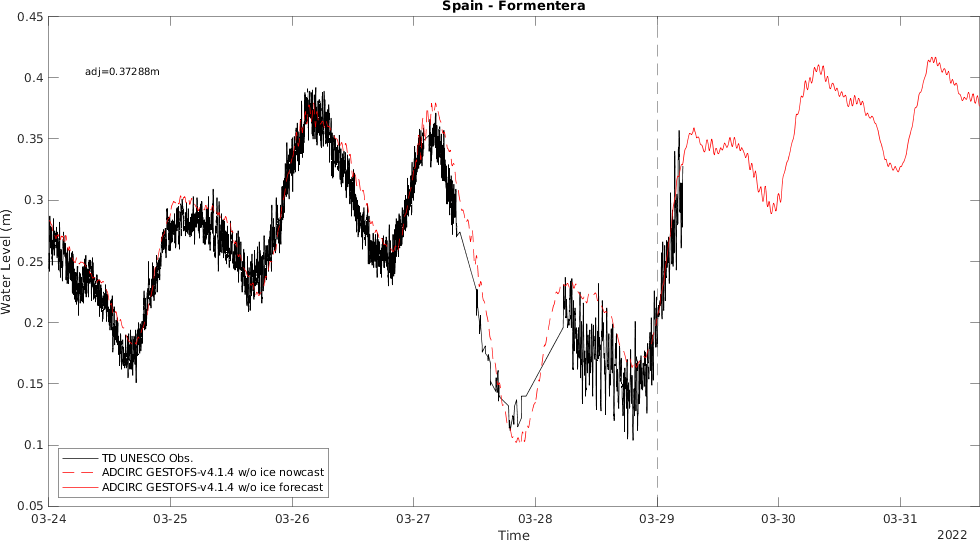 Spain - Formentera
0.45
0.4
0.35
0.3
0.25
0.2
0.15
0.1
0.05
Water Level (m)
adj=0.37288m
TD UNESCO Obs.
ADCIRC GESTOFS-v4.1.4 w/o ice nowcast
ADCIRC GESTOFS-v4.1.4 w/o ice forecast
03-24 03-25 03-26 03-27 03-28 03-29 03-30 03-31
Time
2022